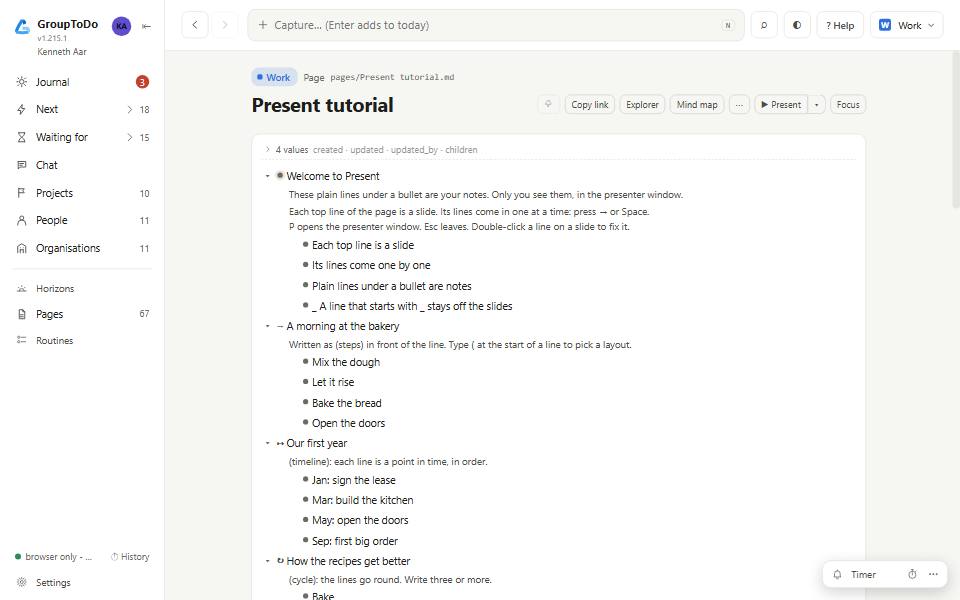 GroupToDo
v1.215.1
Kenneth Aar
KA
Journal 3
Next 18
Waiting for 15
Chat
Projects 10
People 11
Organisations 11
Horizons
Pages 67
Routines
browser only - ...
History
Settings
+ Capture... (Enter adds to today) N
? Help
W Work
Work Page pages/Present tutorial.md
Present tutorial
Copy link Explorer Mind map ... ▶ Present Focus
4 values created · updated · updated_by · children
Welcome to Present
These plain lines under a bullet are your notes. Only you see them, in the presenter window.
Each top line of the page is a slide. Its lines come in one at a time: press → or Space.
P opens the presenter window. Esc leaves. Double-click a line on a slide to fix it.
Each top line is a slide
Its lines come one by one
Plain lines under a bullet are notes
_ A line that starts with _ stays off the slides
A morning at the bakery
Written as (steps) in front of the line. Type ( at the start of a line to pick a layout.
Mix the dough
Let it rise
Bake the bread
Open the doors
Our first year
(timeline): each line is a point in time, in order.
Jan: sign the lease
Mar: build the kitchen
May: open the doors
Sep: first big order
How the recipes get better
(cycle): the lines go round. Write three or more.
Bake
Timer ...